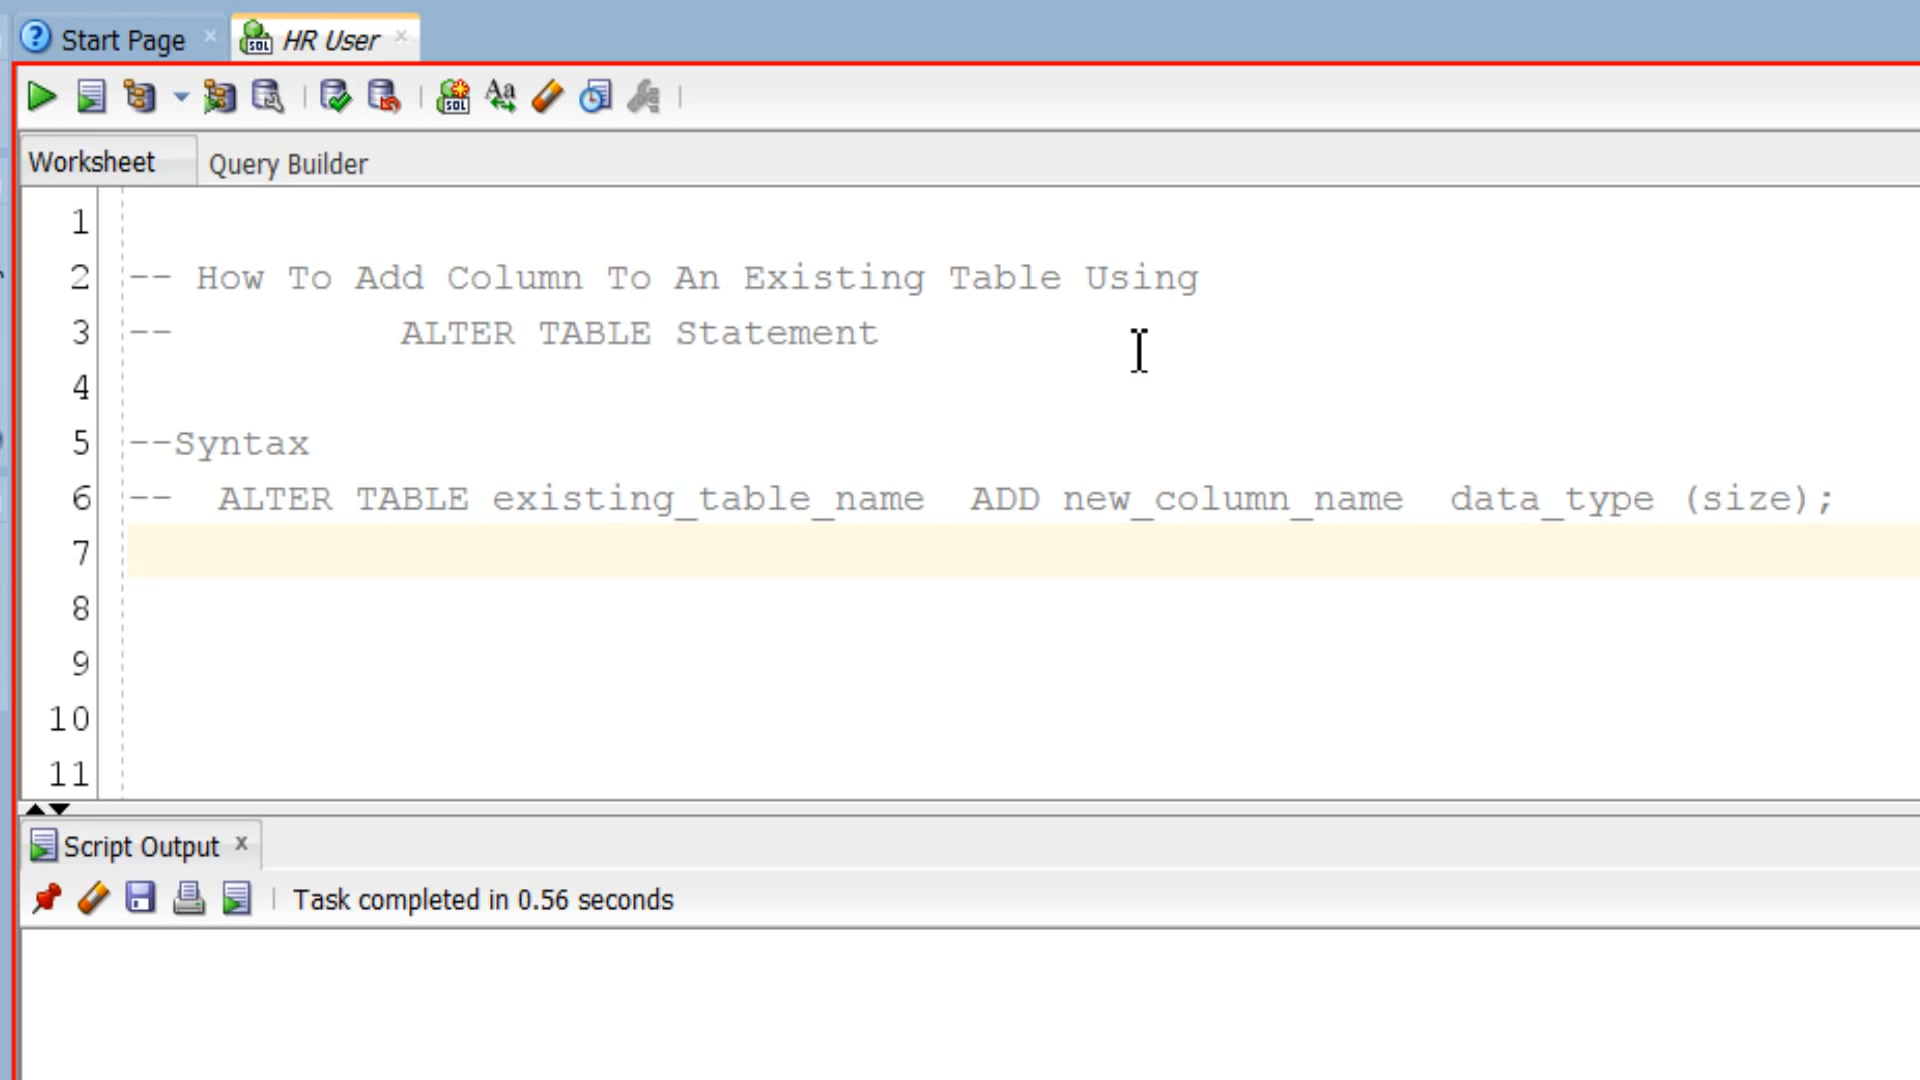 Start Page
HR User
Worksheet
Query Builder
1
2 -- How To Add Column To An Existing Table Using
3 --          ALTER TABLE Statement
4
5 --Syntax
6 --  ALTER TABLE existing_table_name  ADD new_column_name  data_type (size);
7
8
9
10
11
Script Output
Task completed in 0.56 seconds